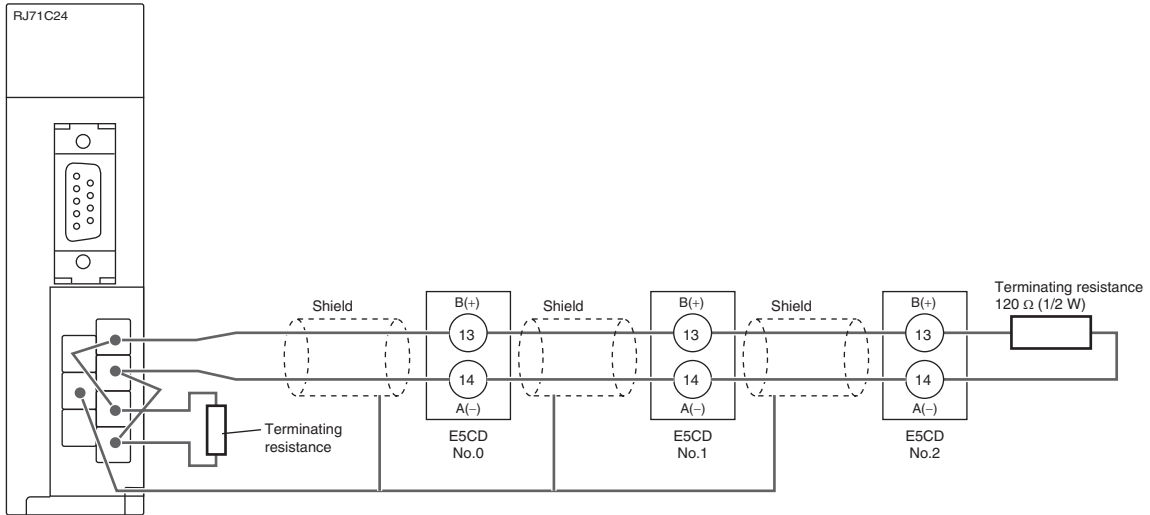 RJ71C24
Shield
B(+)
13
14
A(−)
E5CD
No.0
Shield
B(+)
13
14
A(−)
E5CD
No.1
Shield
B(+)
13
14
A(−)
E5CD
No.2
Terminating resistance
120 Ω (1/2 W)
Terminating
resistance